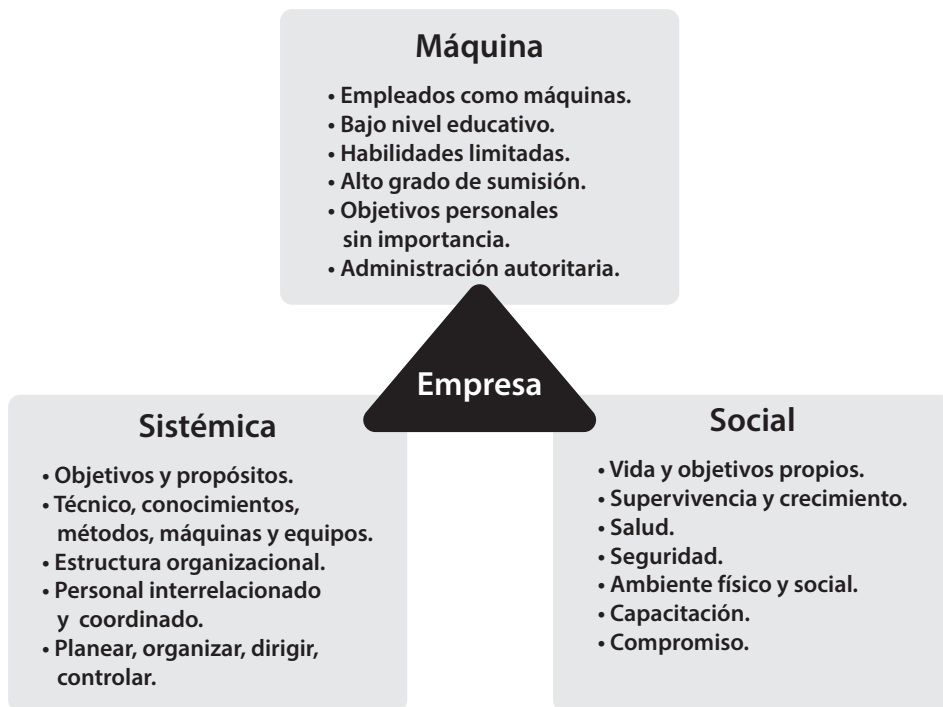 Máquina
• Empleados como máquinas.
• Bajo nivel educativo.
• Habilidades limitadas.
• Alto grado de sumisión.
• Objetivos personales
sin importancia.
• Administración autoritaria.
Empresa
Sistémica
• Objetivos y propósitos.
• Técnico, conocimientos,
métodos, máquinas y equipos.
• Estructura organizacional.
• Personal interrelacionado
y coordinado.
• Planear, organizar, dirigir,
controlar.
Social
• Vida y objetivos propios.
• Supervivencia y crecimiento.
• Salud.
• Seguridad.
• Ambiente físico y social.
• Capacitación.
• Compromiso.